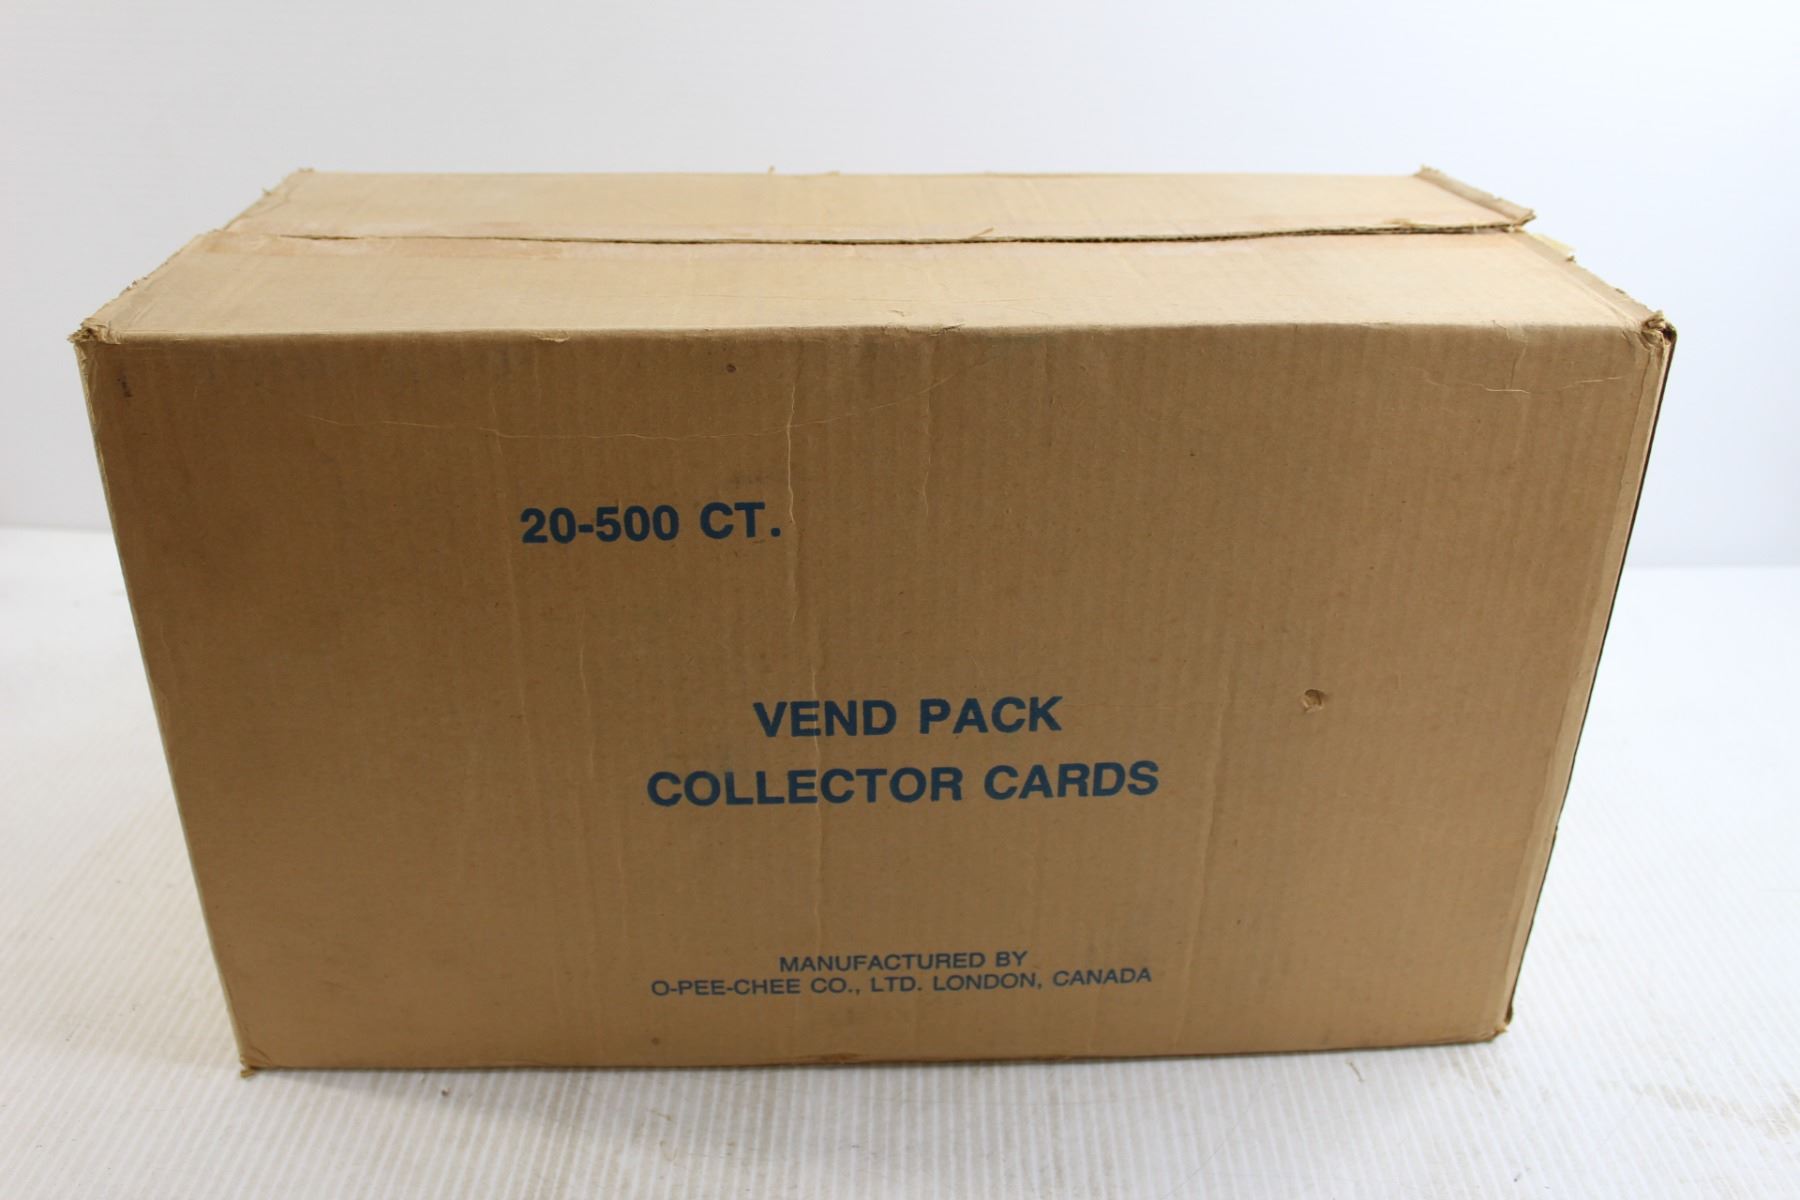 20-500 CT.
VEND PACK
COLLECTOR CARDS
MANUFACTURED BY
O-PEE-CHEE CO., LTD. LONDON, CANADA